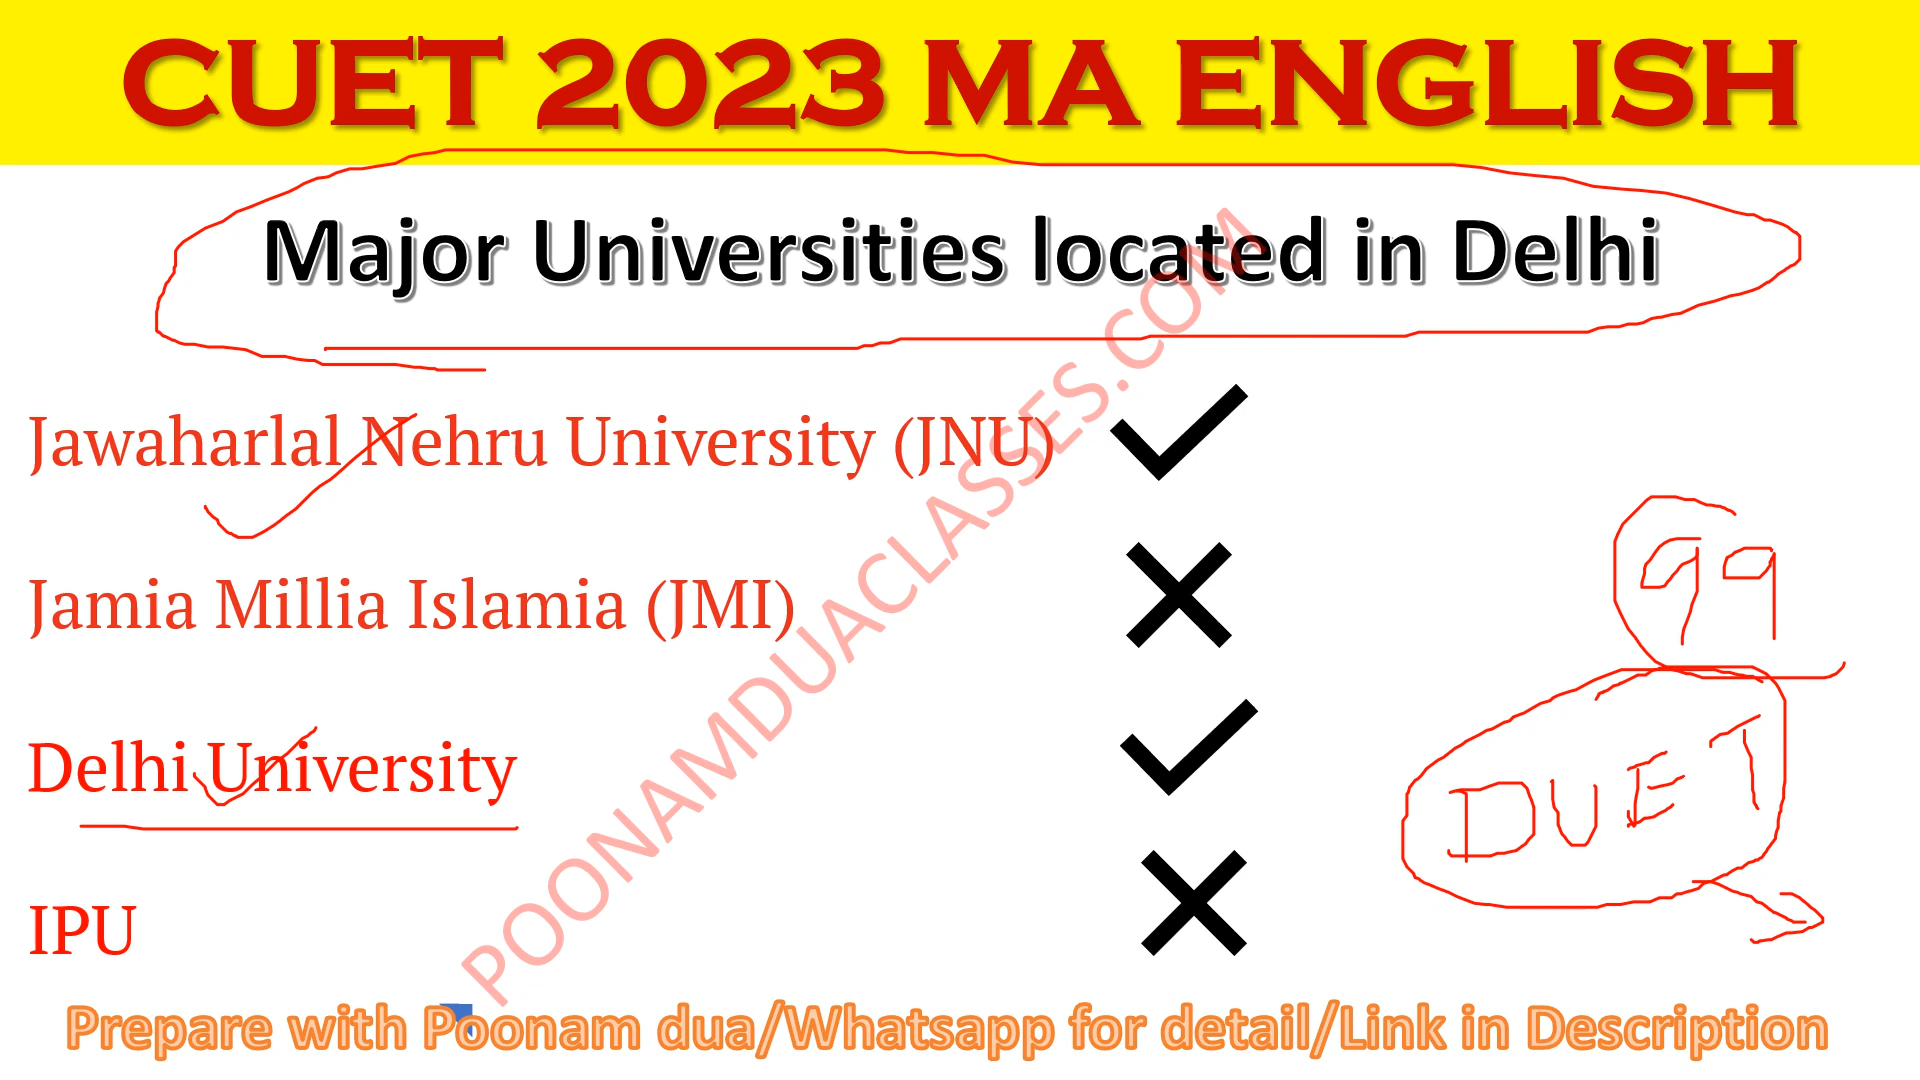 CUET 2023 MA ENGLISH
Major Universities located in Delhi
Jawaharlal Nehru University (JNU)
Jamia Millia Islamia (JMI)
99
Delhi University
DUET
IPU
POONAMDUACLASSES.COM
Prepare with Poonam dua/Whatsapp for detail/Link in Description